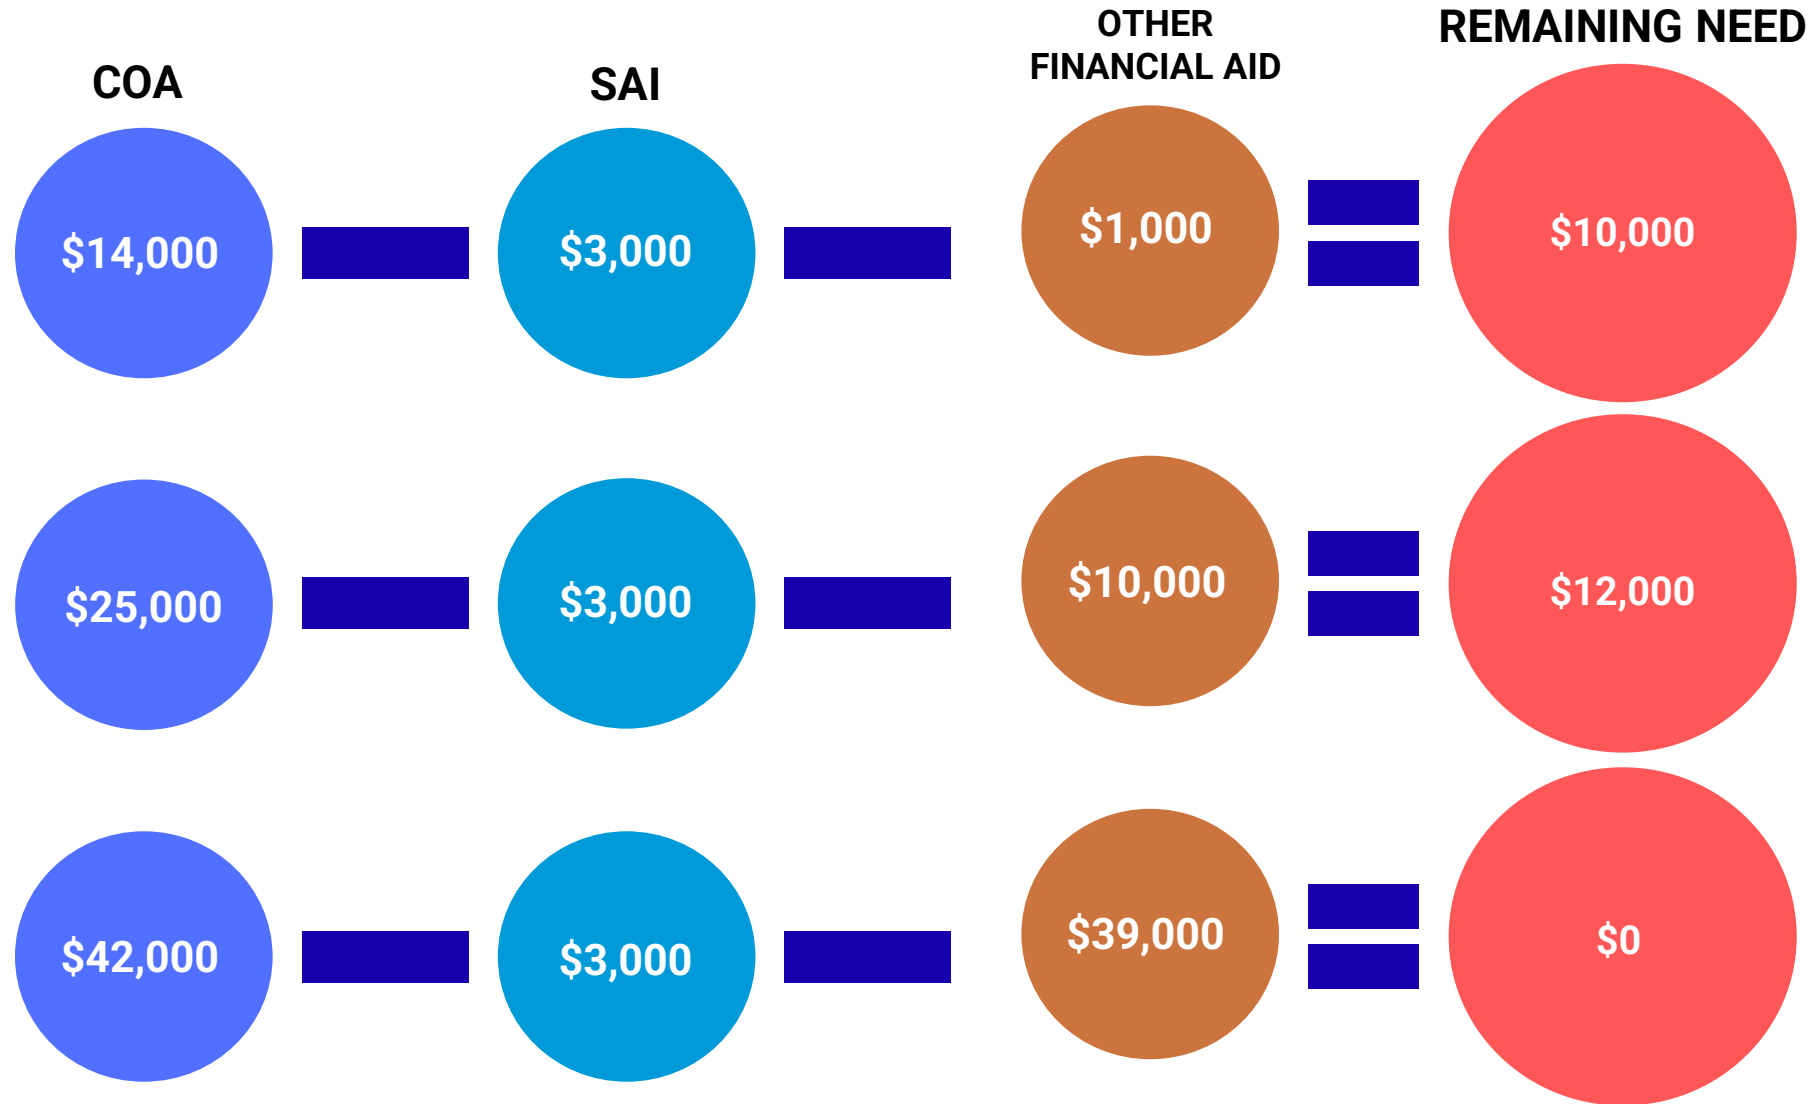 COA
SAI
OTHER
FINANCIAL AID
REMAINING NEED
$14,000
$3,000
$1,000
$10,000
$25,000
$3,000
$10,000
$12,000
$42,000
$3,000
$39,000
$0